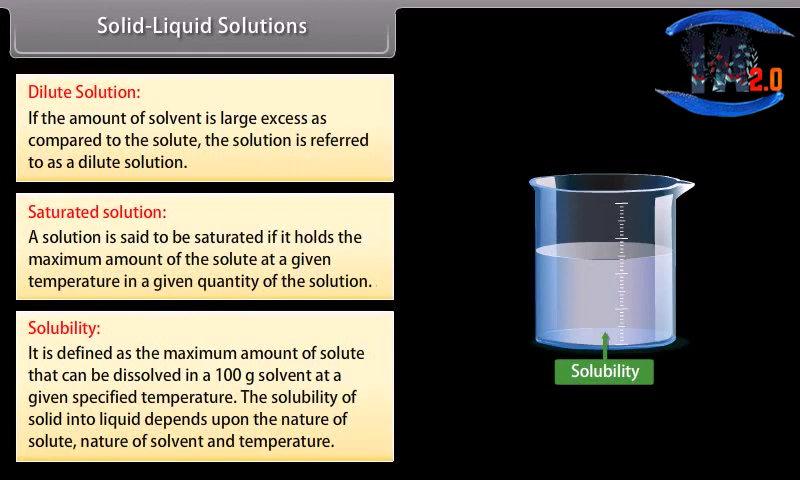 Solid-Liquid Solutions
IA 2.0
Dilute Solution:
If the amount of solvent is large excess as
compared to the solute, the solution is referred
to as a dilute solution.
Saturated solution:
A solution is said to be saturated if it holds the
maximum amount of the solute at a given
temperature in a given quantity of the solution.
Solubility:
It is defined as the maximum amount of solute
that can be dissolved in a 100 g solvent at a
given specified temperature. The solubility of
solid into liquid depends upon the nature of
solute, nature of solvent and temperature.
Solubility